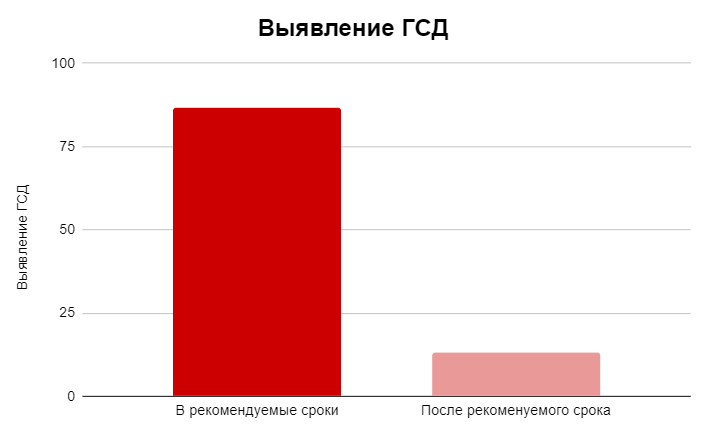 Выявление ГСД
100
75
50
25
0
Выявление ГСД
В рекомендуемые сроки
После рекоменуемого срока